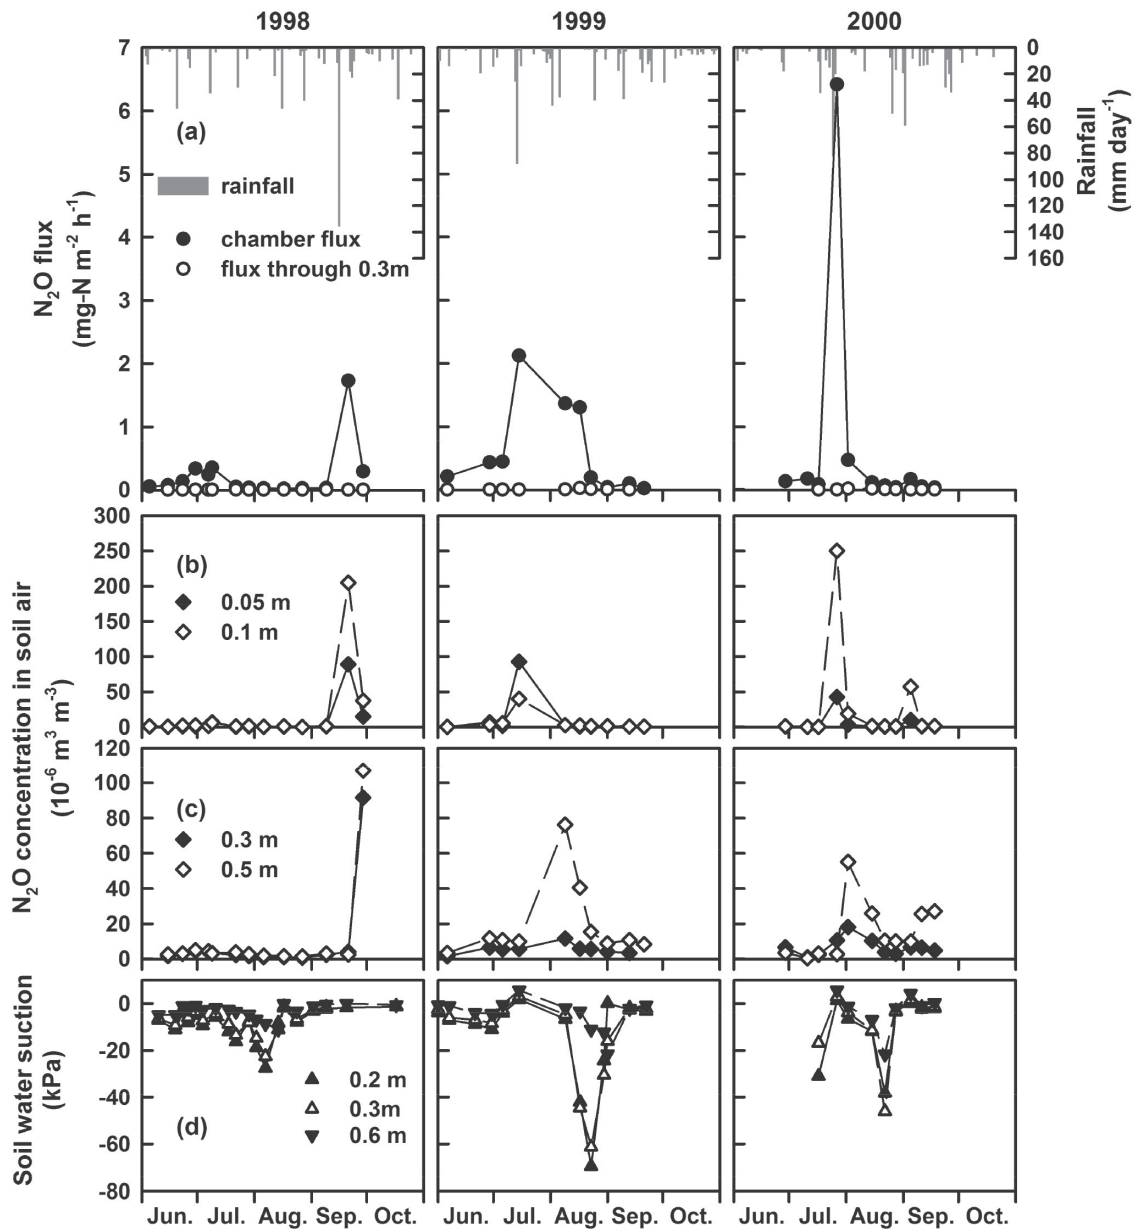 1998 1999 2000
7 6 5 4 3 2 1 0
N₂O flux
(mg-N m⁻² h⁻¹)
(a)
rainfall
chamber flux
flux through 0.3m
0 20 40 60 80 100 120 140 160
Rainfall
(mm day⁻¹)
N₂O concentration in soil air
(10⁻⁶ m³ m⁻³)
300 250 200 150 100 50 0
(b)
0.05 m
0.1 m
120 100 80 60 40 20 0
(c)
0.3 m
0.5 m
Soil water suction
(kPa)
0 -20 -40 -60 -80
0.2 m
0.3m
0.6 m
(d)
Jun. Jul. Aug. Sep. Oct. Jun. Jul. Aug. Sep. Oct. Jun. Jul. Aug. Sep. Oct.